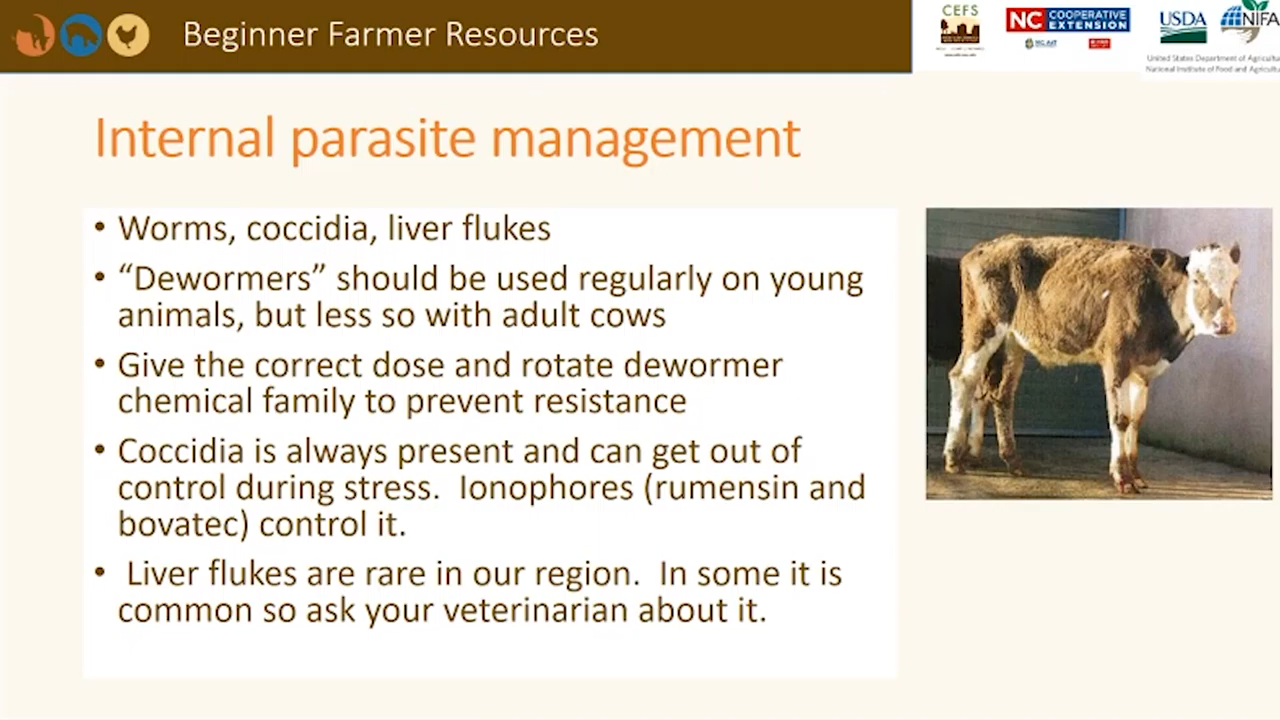 Beginner Farmer Resources
CEFS
NC COOPERATIVE
EXTENSION
USDA
NIFA
United States Department of Agricultu
National Institute of Food and Agricultu
Internal parasite management
• Worms, coccidia, liver flukes
• “Dewormers” should be used regularly on young
animals, but less so with adult cows
• Give the correct dose and rotate dewormer
chemical family to prevent resistance
• Coccidia is always present and can get out of
control during stress.  Ionophores (rumensin and
bovatec) control it.
• Liver flukes are rare in our region.  In some it is
common so ask your veterinarian about it.